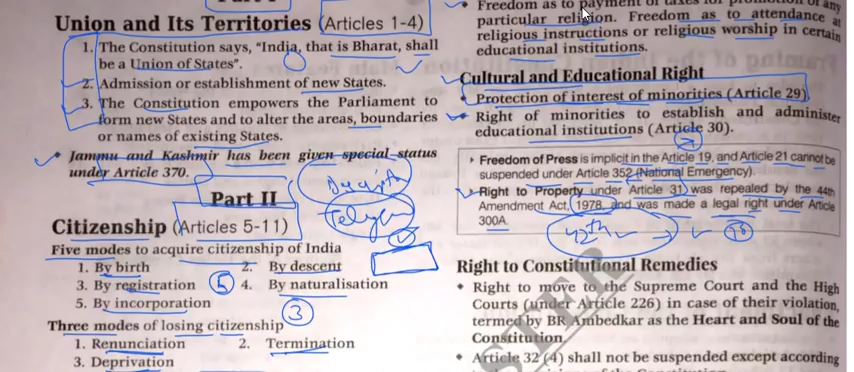 Union and Its Territories (Articles 1-4)
1. The Constitution says, “India, that is Bharat, shall
be a Union of States”.
2. Admission or establishment of new States.
3. The Constitution empowers the Parliament to
form new States and to alter the areas, boundaries
or names of existing States.
• Jammu and Kashmir has been given special status
under Article 370.
Part II
Citizenship (Articles 5-11)
Five modes to acquire citizenship of India
1. By birth 2. By descent
3. By registration 5 4. By naturalisation
5. By incorporation
3
Three modes of losing citizenship
1. Renunciation 2. Termination
3. Deprivation
• Freedom as to payment of taxes for promotion of any
particular religion. Freedom as to attendance at
religious instructions or religious worship in certain
educational institutions.
Cultural and Educational Right
• Protection of interest of minorities (Article 29)
• Right of minorities to establish and administer
educational institutions (Article 30).
• Freedom of Press is implicit in the Article 19, and Article 21 cannot be
suspended under Article 352 (National Emergency).
• Right to Property under Article 31 was repealed by the 44th
Amendment Act, 1978, and was made a legal right under Article
300A.
Right to Constitutional Remedies
• Right to move to the Supreme Court and the High
Courts (under Article 226) in case of their violation,
termed by BR Ambedkar as the Heart and Soul of the
Constitution.
• Article 32 (4) shall not be suspended except according